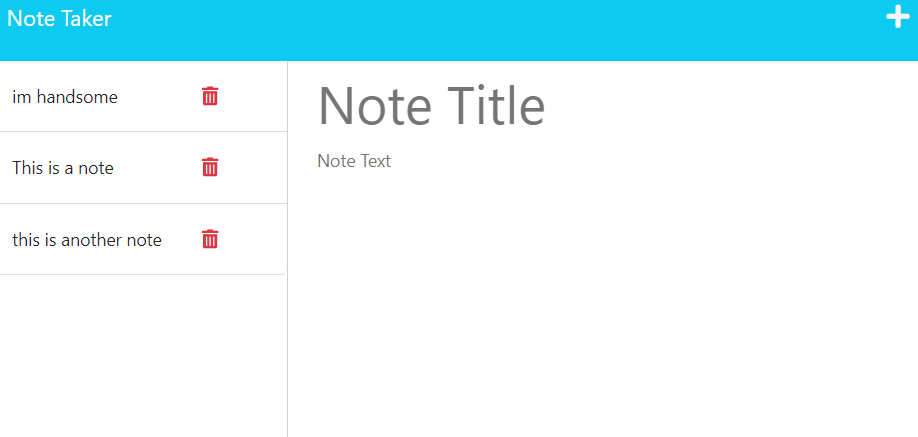 Note Taker
im handsome
This is a note
this is another note
Note Title
Note Text